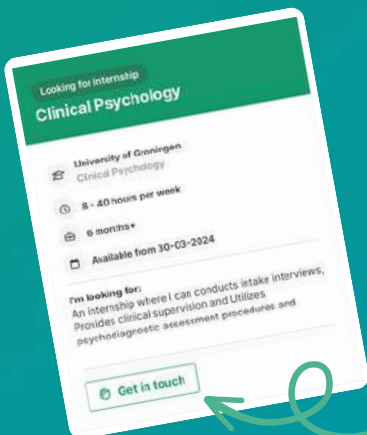 Looking for internship
Clinical Psychology
University of Groningen
Clinical Psychology
8 - 40 hours per week
6 months+
Available from 30-03-2024
I'm looking for:
An internship where I can conducts intake interviews,
Provides clinical supervision and Utilizes
psychodiagnostic assessment procedures and
Get in touch